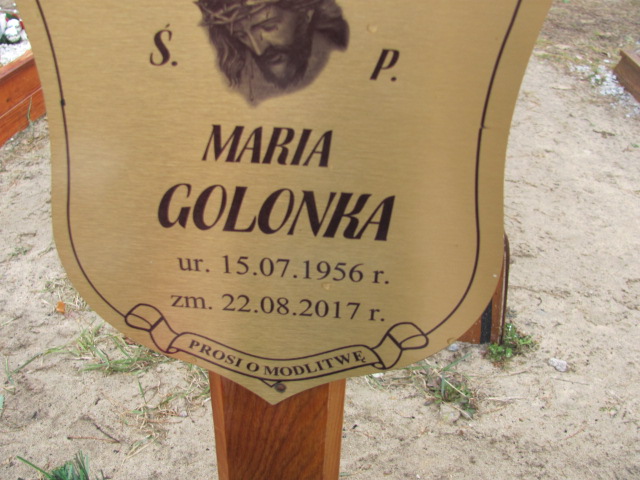 Ś. P.
MARIA
GOLONKA
ur. 15.07.1956 r.
zm. 22.08.2017 r.
PROSI O MODLITWĘ